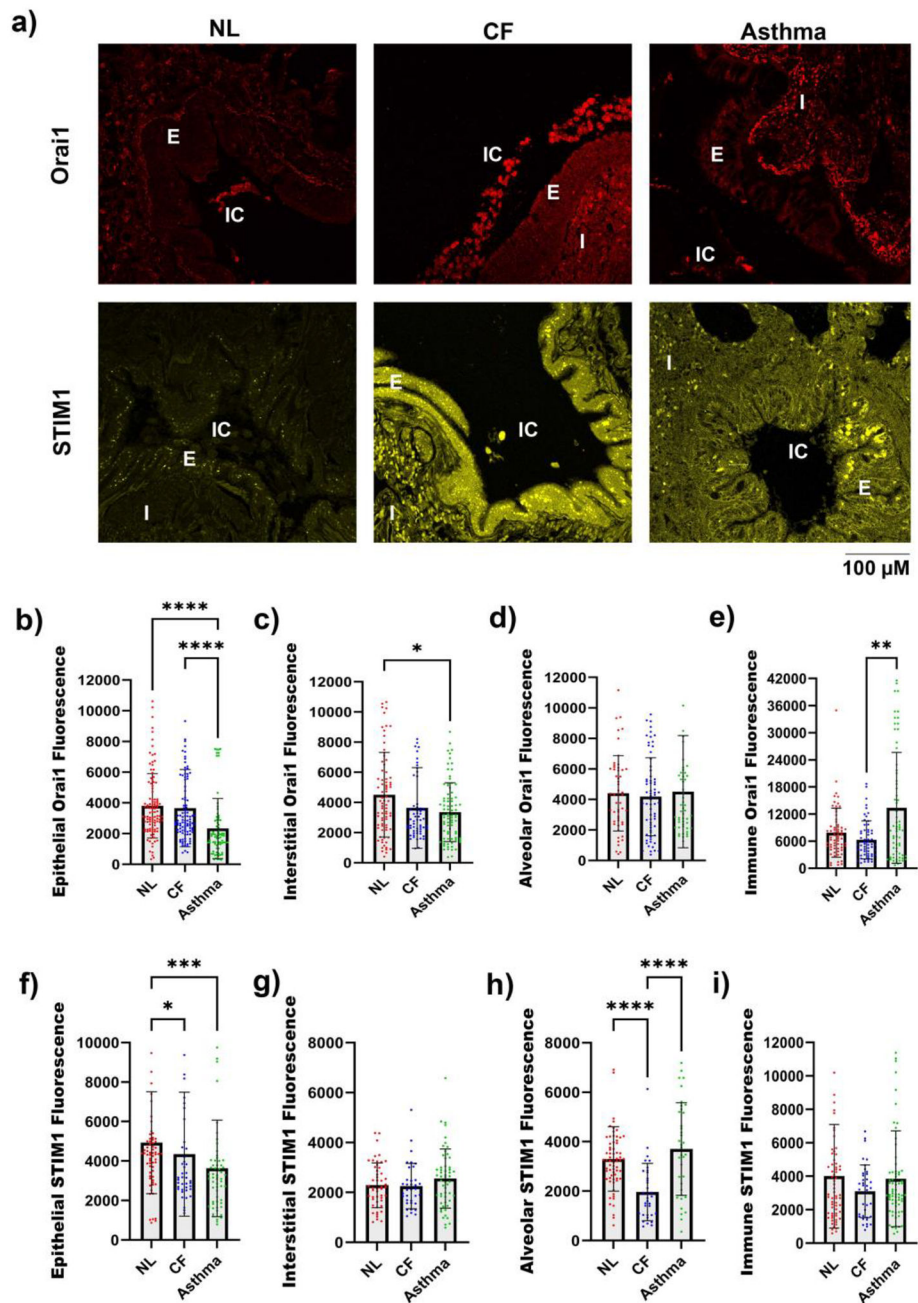 a)
NL
CF
Asthma
Orai1
E
IC
IC
E
I
I
E
IC
STIM1
IC
E
I
E
IC
I
I
IC
E
100 µM
b)
****
****
Epithelial Orai1 Fluorescence
12000
10000
8000
6000
4000
2000
0
NL
CF
Asthma
c)
*
Interstitial Orai1 Fluorescence
12000
10000
8000
6000
4000
2000
0
NL
CF
Asthma
d)
Alveolar Orai1 Fluorescence
12000
10000
8000
6000
4000
2000
0
NL
CF
Asthma
e)
**
Immune Orai1 Fluorescence
42000
36000
30000
24000
18000
12000
6000
0
NL
CF
Asthma
f)
***
*
Epithelial STIM1 Fluorescence
10000
8000
6000
4000
2000
0
NL
CF
Asthma
g)
Interstitial STIM1 Fluorescence
10000
8000
6000
4000
2000
0
NL
CF
Asthma
h)
****
****
Alveolar STIM1 Fluorescence
8000
6000
4000
2000
0
NL
CF
Asthma
i)
Immune STIM1 Fluorescence
12000
10000
8000
6000
4000
2000
0
NL
CF
Asthma